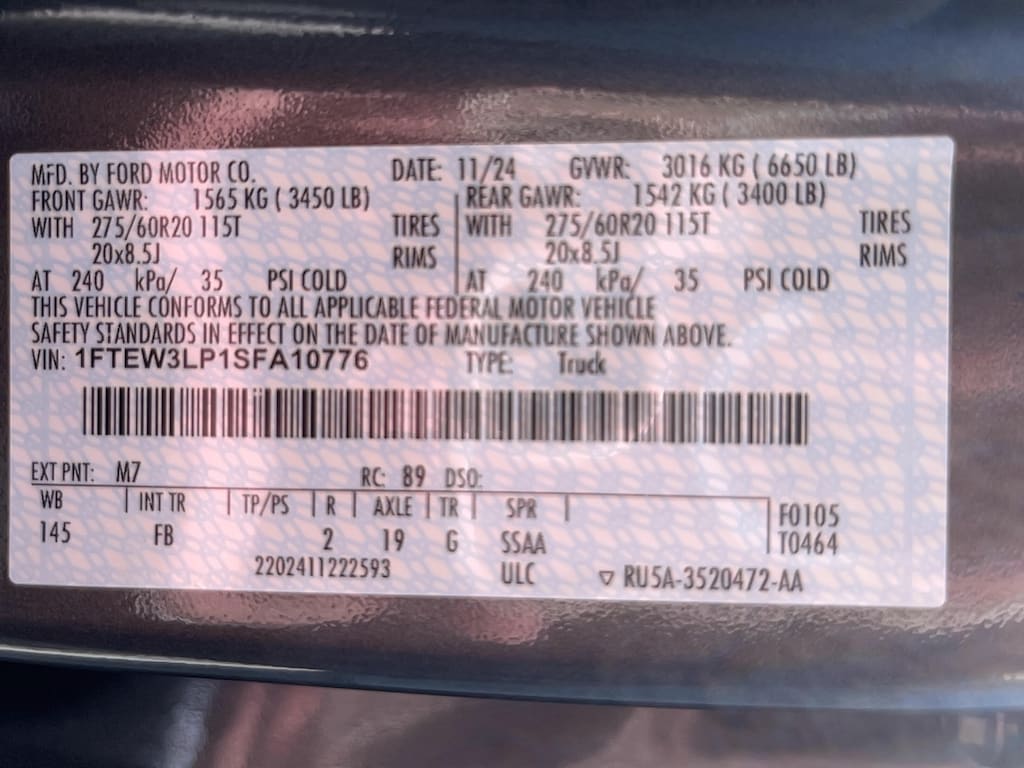 MFD. BY FORD MOTOR CO. DATE: 11/24 GVWR: 3016 KG ( 6650 LB)
FRONT GAWR: 1565 KG ( 3450 LB) REAR GAWR: 1542 KG ( 3400 LB)
WITH 275/60R20 115T TIRES WITH 275/60R20 115T TIRES
20x8.5J RIMS 20x8.5J RIMS
AT 240 kPa/ 35 PSI COLD AT 240 kPa/ 35 PSI COLD
THIS VEHICLE CONFORMS TO ALL APPLICABLE FEDERAL MOTOR VEHICLE
SAFETY STANDARDS IN EFFECT ON THE DATE OF MANUFACTURE SHOWN ABOVE.
VIN: 1FTEW3LP1SFA10776 TYPE: Truck
EXT PNT: M7 RC: 89 DSO:
WB INT TR TP/PS R AXLE TR SPR F0105
145 FB 2 19 G SSAA T0464
2202411222593 ULC ▽ RU5A-3520472-AA